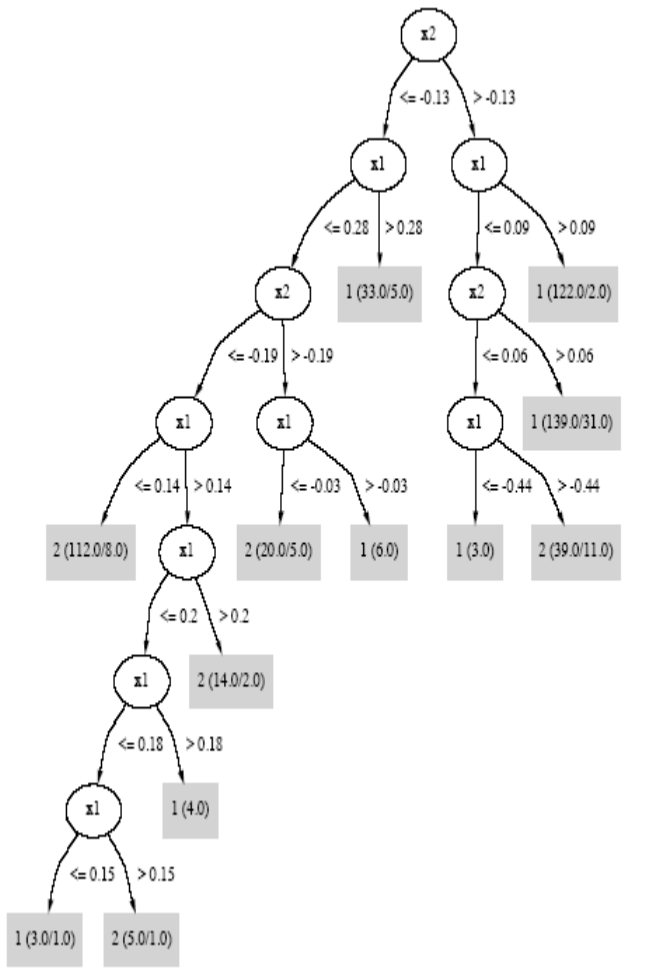 x2
<= -0.13 > -0.13
x1 x1
<= 0.28 > 0.28 <= 0.09 > 0.09
x2 1 (33.0/5.0) x2 1 (122.0/2.0)
<= -0.19 > -0.19 <= 0.06 > 0.06
x1 x1 x1 1 (139.0/31.0)
<= 0.14 > 0.14 <= -0.03 > -0.03 <= -0.44 > -0.44
2 (112.0/8.0) x1 2 (20.0/5.0) 1 (6.0) 1 (3.0) 2 (39.0/11.0)
<= 0.2 > 0.2
x1 2 (14.0/2.0)
<= 0.18 > 0.18
x1 1 (4.0)
<= 0.15 > 0.15
1 (3.0/1.0) 2 (5.0/1.0)